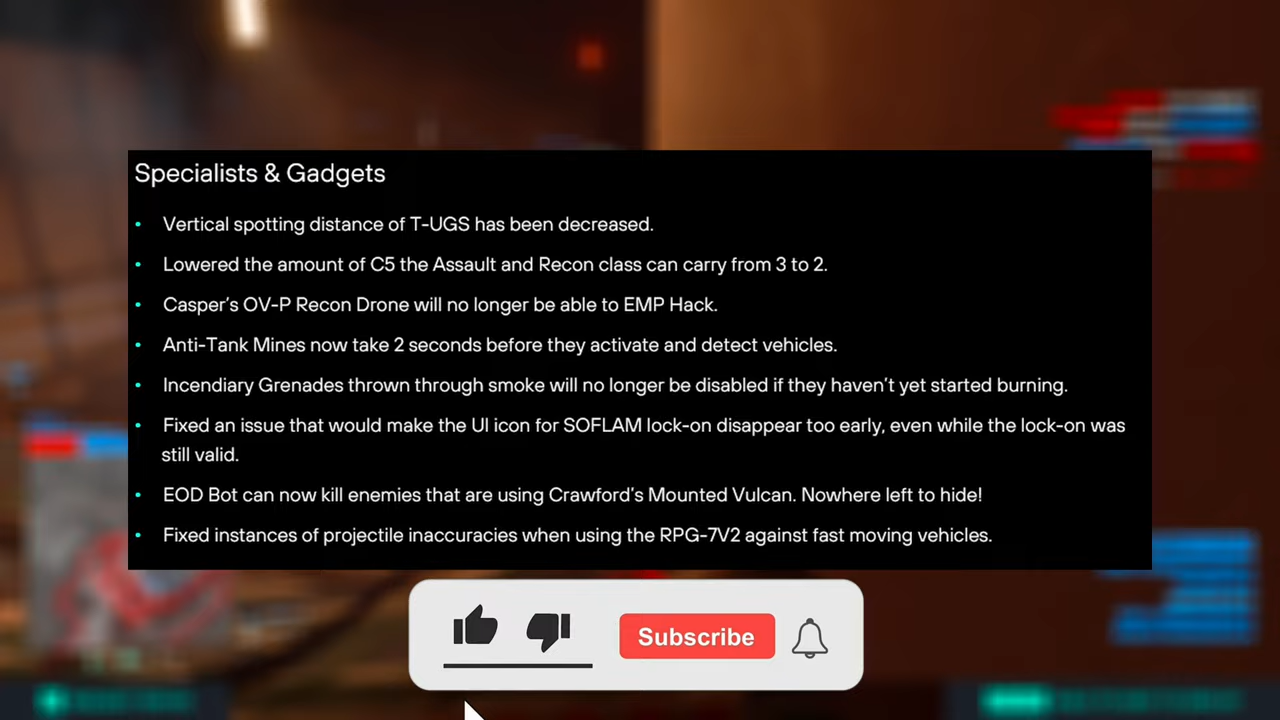 Specialists & Gadgets
• Vertical spotting distance of T-UGS has been decreased.
• Lowered the amount of C5 the Assault and Recon class can carry from 3 to 2.
• Casper's OV-P Recon Drone will no longer be able to EMP Hack.
• Anti-Tank Mines now take 2 seconds before they activate and detect vehicles.
• Incendiary Grenades thrown through smoke will no longer be disabled if they haven't yet started burning.
• Fixed an issue that would make the UI icon for SOFLAM lock-on disappear too early, even while the lock-on was
still valid.
• EOD Bot can now kill enemies that are using Crawford's Mounted Vulcan. Nowhere left to hide!
• Fixed instances of projectile inaccuracies when using the RPG-7V2 against fast moving vehicles.
Subscribe